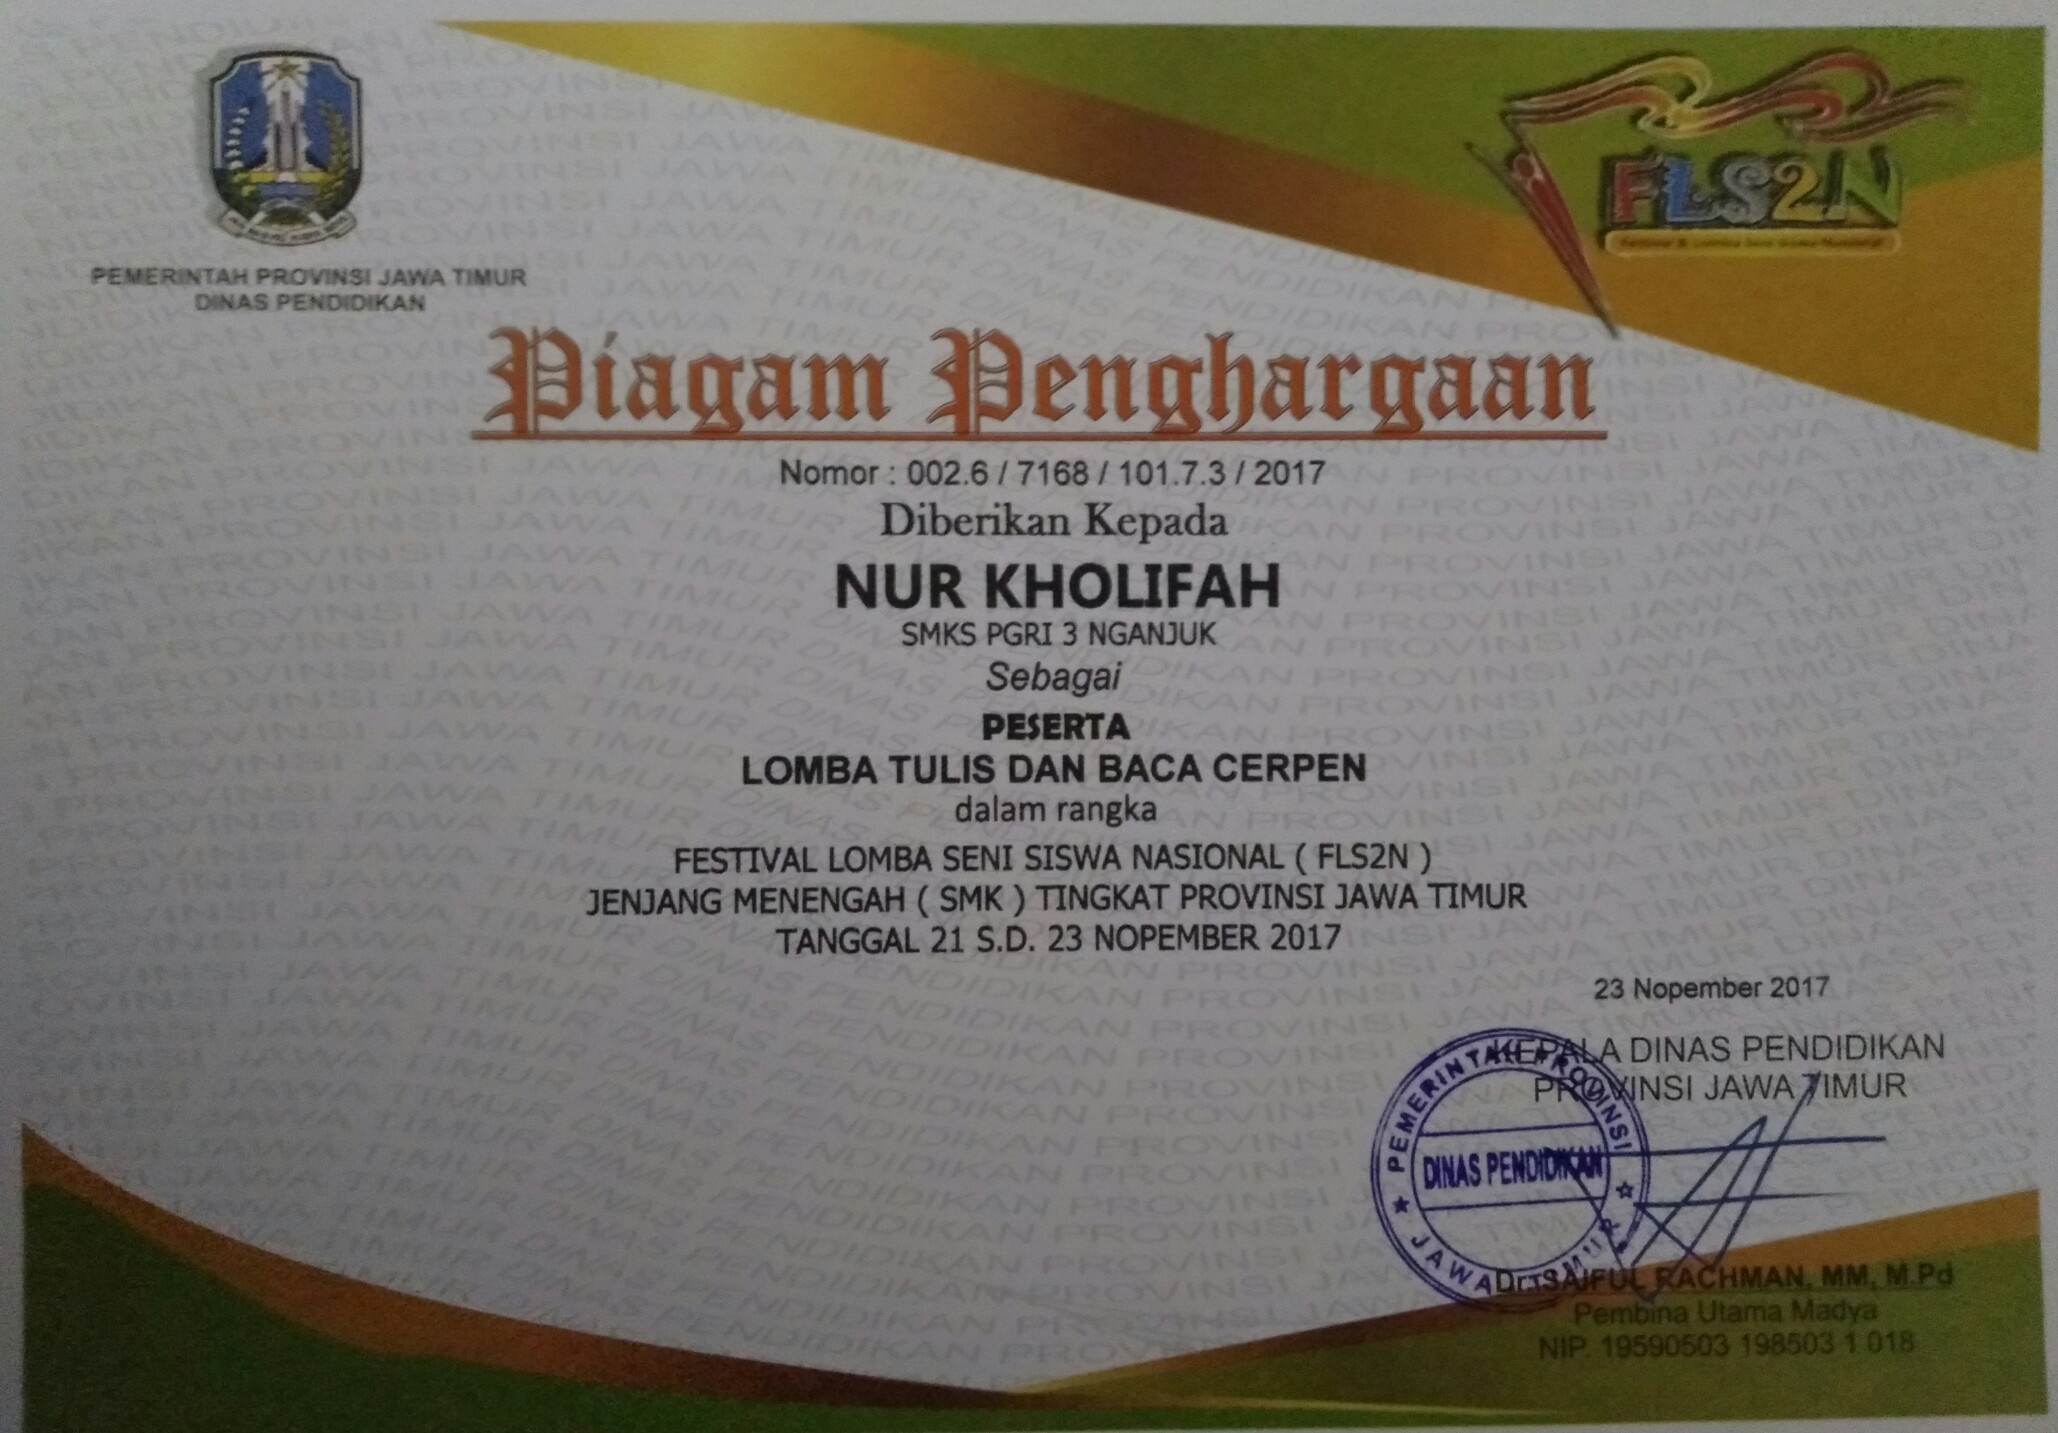 PEMERINTAH PROVINSI JAWA TIMUR
DINAS PENDIDIKAN
FLS2N
Piagam Penghargaan
Nomor : 002.6 / 7168 / 101.7.3 / 2017
Diberikan Kepada
NUR KHOLIFAH
SMKS PGRI 3 NGANJUK
Sebagai
PESERTA
LOMBA TULIS DAN BACA CERPEN
dalam rangka
FESTIVAL LOMBA SENI SISWA NASIONAL ( FLS2N )
JENJANG MENENGAH ( SMK ) TINGKAT PROVINSI JAWA TIMUR
TANGGAL 21 S.D. 23 NOPEMBER 2017
23 Nopember 2017
KEPALA DINAS PENDIDIKAN
PROVINSI JAWA TIMUR
PEMERINTAH PROVINSI
DINAS PENDIDIKAN
JAWA TIMUR
Dr. SAIFUL RACHMAN, MM, M.Pd
Pembina Utama Madya
NIP. 19590503 198503 1 018